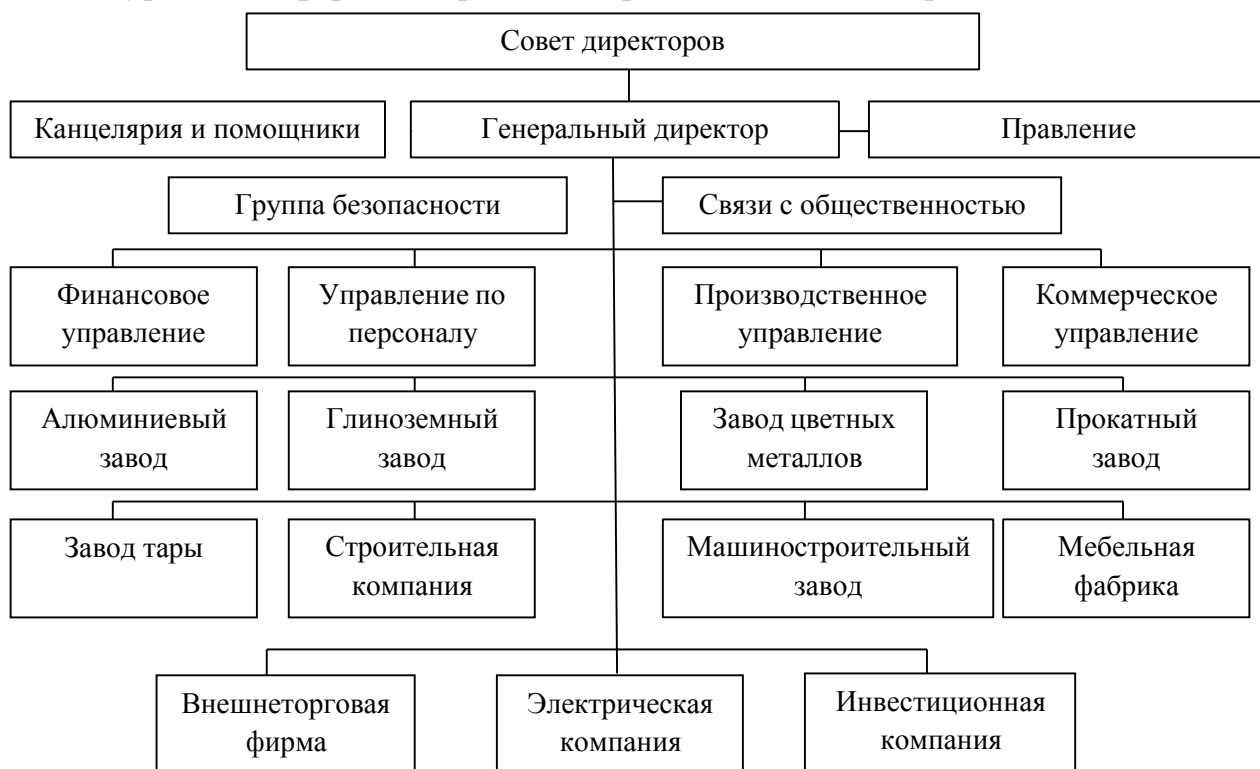 Совет директоров
Канцелярия и помощники
Генеральный директор
Правление
Группа безопасности
Связи с общественностью
Финансовое
управление
Управление по
персоналу
Производственное
управление
Коммерческое
управление
Алюминиевый
завод
Глиноземный
завод
Завод цветных
металлов
Прокатный
завод
Завод тары
Строительная
компания
Машиностроительный
завод
Мебельная
фабрика
Внешнеторговая
фирма
Электрическая
компания
Инвестиционная
компания